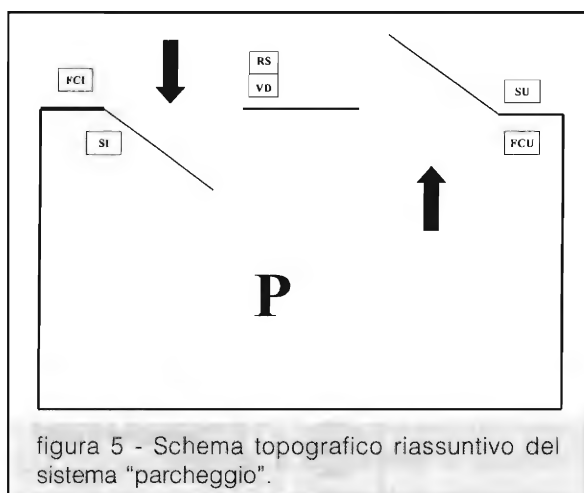 FCI
RS
VD
SU
SI
FCU
P
figura 5 - Schema topografico riassuntivo del
sistema "parcheggio".